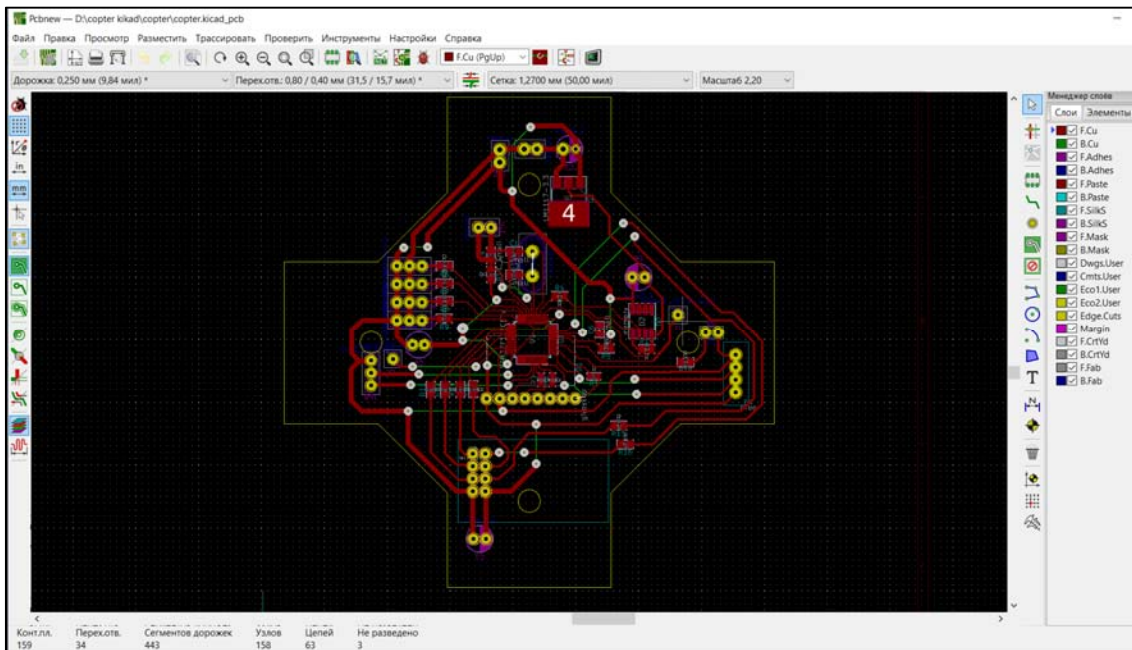 Pcbnew — D:\copter kikad\copter\copter.kicad_pcb
Файл Правка Просмотр Разместить Трассировать Проверить Инструменты Настройки Справка
F.Cu (PgUp)
Дорожка: 0,250 мм (9,84 мил) * Перех.отв.: 0,80 / 0,40 мм (31,5 / 15,7 мил) * Сетка: 1,2700 мм (50,00 мил) Масштаб 2,20
Менеджер слоёв
Слои Элементы
in
mm
F.Cu
B.Cu
F.Adhes
B.Adhes
F.Paste
B.Paste
F.SilkS
B.SilkS
F.Mask
B.Mask
Dwgs.User
Cmts.User
Eco1.User
Eco2.User
Edge.Cuts
Margin
F.CrtYd
B.CrtYd
F.Fab
B.Fab
4
Конт.пл. Перех.отв. Сегментов дорожек Узлов Цепей Не разведено
159 34 443 158 63 3